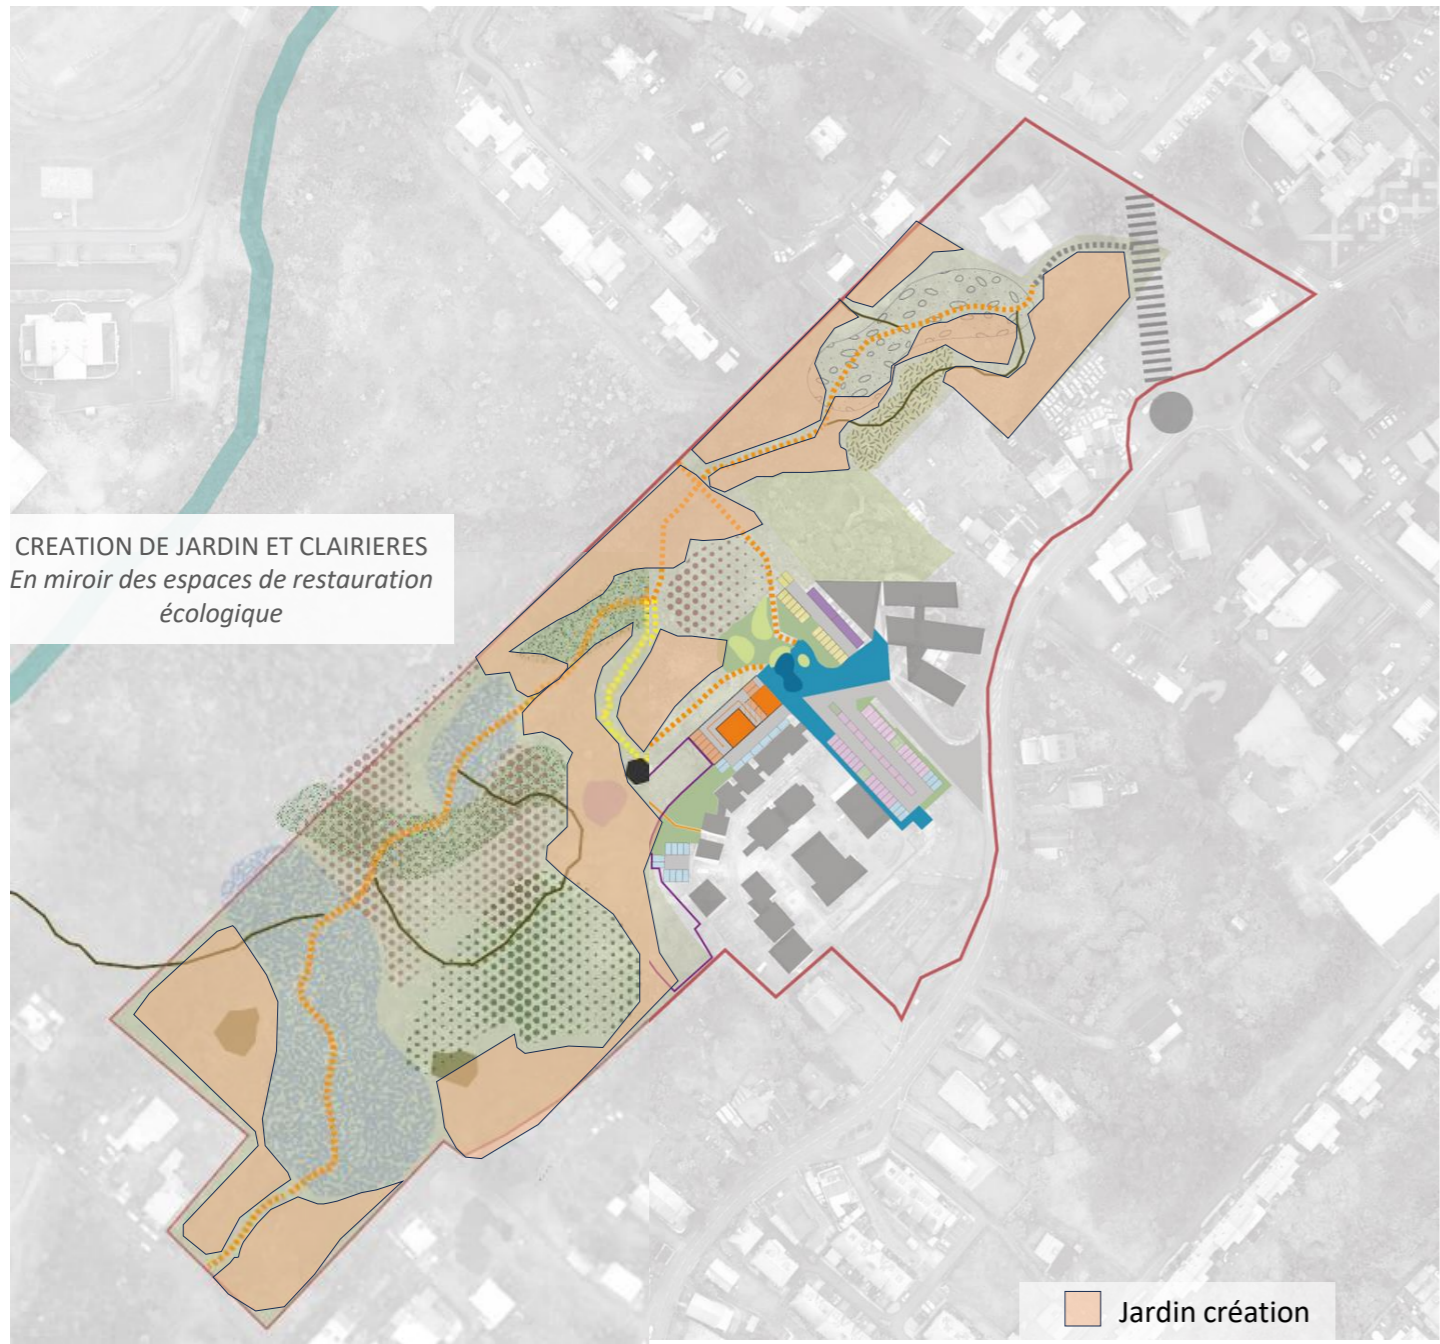 CREATION DE JARDIN ET CLAIRIERES
En miroir des espaces de restauration
écologique
Jardin création